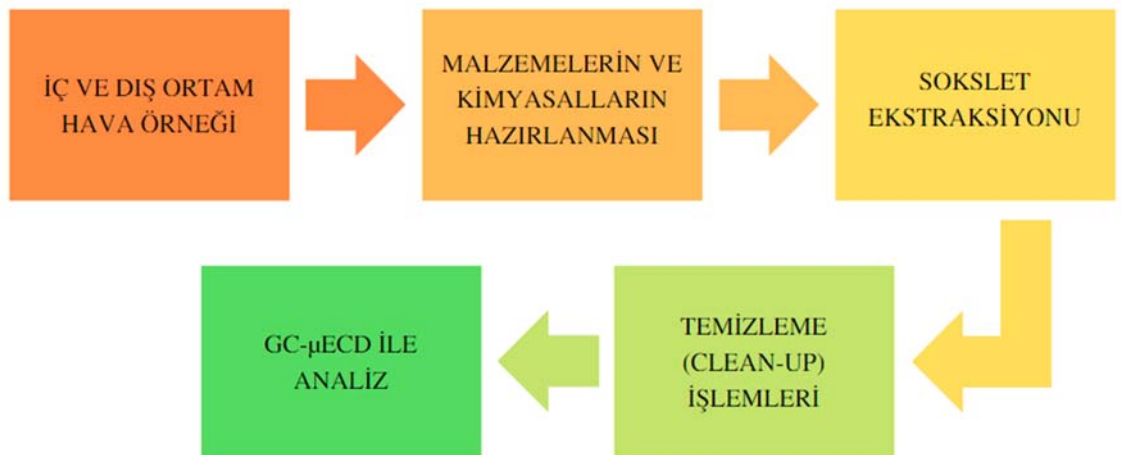 İÇ VE DIŞ ORTAM
HAVA ÖRNEĞİ
MALZEMELERİN VE
KİMYASALLARIN
HAZIRLANMASI
SOKSLET
EKSTRAKSİYONU
TEMİZLEME
(CLEAN-UP)
İŞLEMLERİ
GC-µECD İLE
ANALİZ